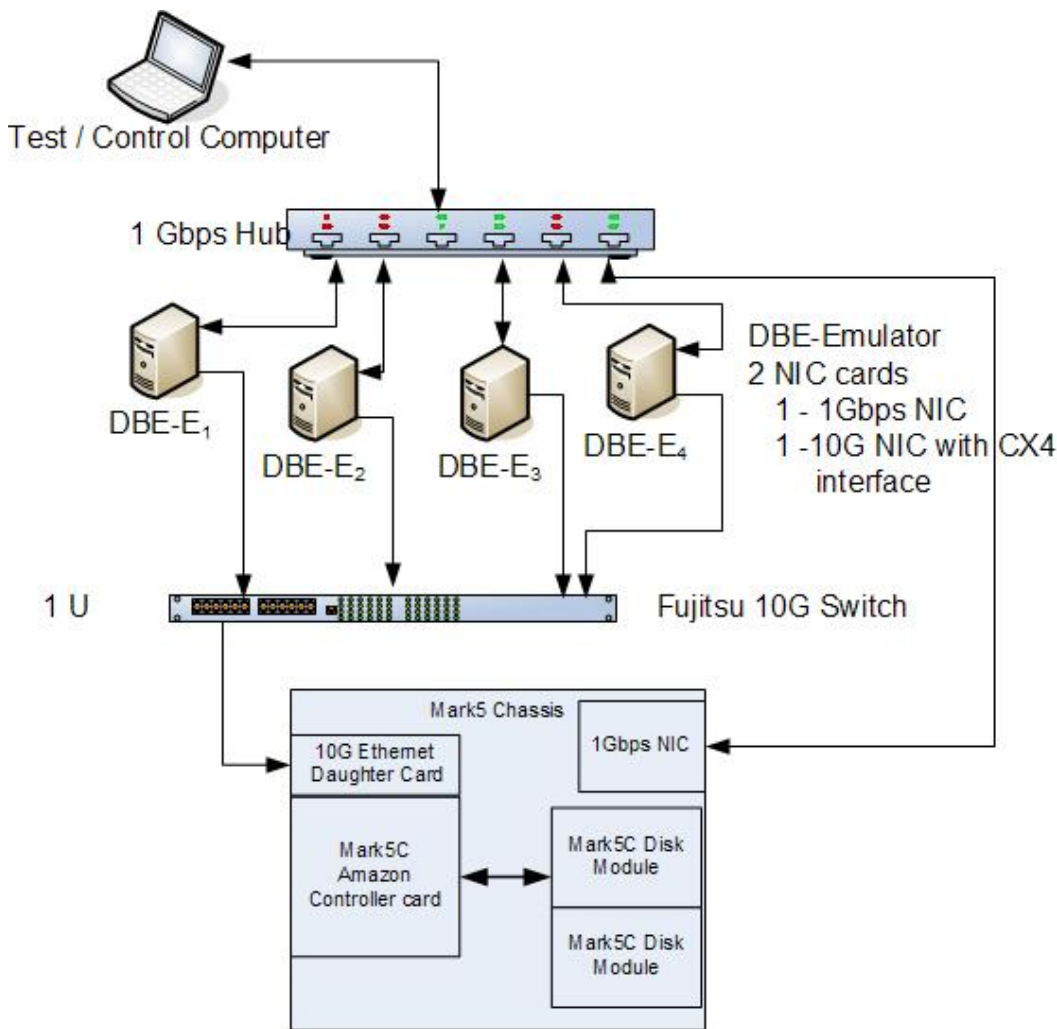 Test / Control Computer
1 Gbps Hub
DBE-E₁
DBE-E₂
DBE-E₃
DBE-E₄
DBE-Emulator
2 NIC cards
1 - 1Gbps NIC
1 -10G NIC with CX4
interface
1 U
Fujitsu 10G Switch
Mark5 Chassis
1Gbps NIC
10G Ethernet
Daughter Card
Mark5C
Amazon
Controller card
Mark5C Disk
Module
Mark5C Disk
Module